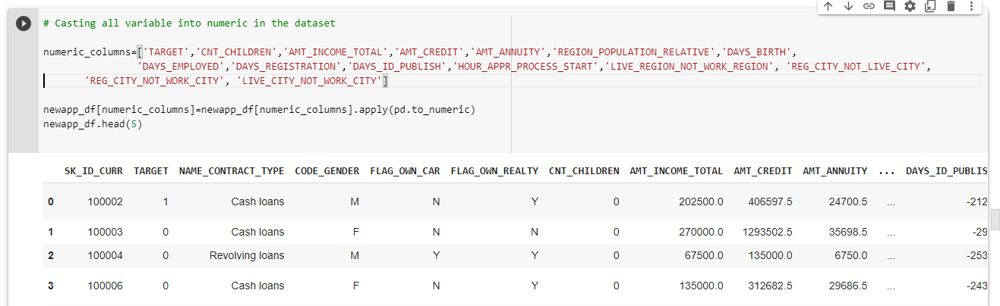 # Casting all variable into numeric in the dataset
numeric_columns=['TARGET','CNT_CHILDREN','AMT_INCOME_TOTAL','AMT_CREDIT','AMT_ANNUITY','REGION_POPULATION_RELATIVE','DAYS_BIRTH',
'DAYS_EMPLOYED','DAYS_REGISTRATION','DAYS_ID_PUBLISH','HOUR_APPR_PROCESS_START','LIVE_REGION_NOT_WORK_REGION', 'REG_CITY_NOT_LIVE_CITY',
'REG_CITY_NOT_WORK_CITY', 'LIVE_CITY_NOT_WORK_CITY']
newapp_df[numeric_columns]=newapp_df[numeric_columns].apply(pd.to_numeric)
newapp_df.head(5)
SK_ID_CURR TARGET NAME_CONTRACT_TYPE CODE_GENDER FLAG_OWN_CAR FLAG_OWN_REALTY CNT_CHILDREN AMT_INCOME_TOTAL AMT_CREDIT AMT_ANNUITY ... DAYS_ID_PUBLIS
0 100002 1 Cash loans M N Y 0 202500.0 406597.5 24700.5 ... -212
1 100003 0 Cash loans F N N 0 270000.0 1293502.5 35698.5 ... -29
2 100004 0 Revolving loans M Y Y 0 67500.0 135000.0 6750.0 ... -253
3 100006 0 Cash loans F N Y 0 135000.0 312682.5 29686.5 ... -243